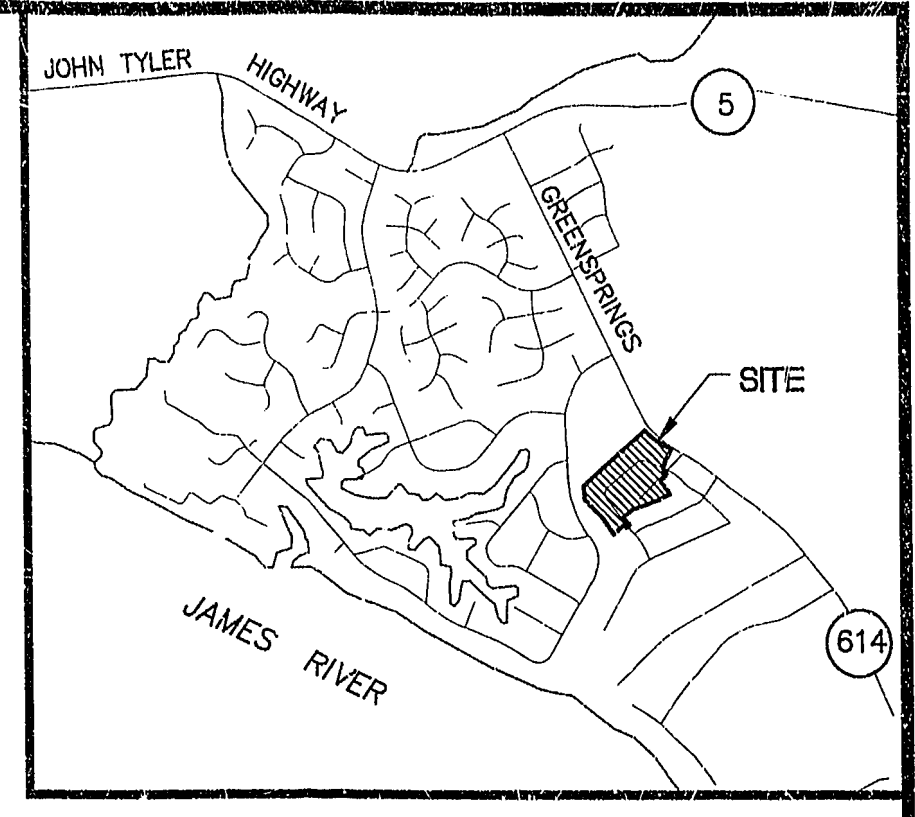 JOHN TYLER HIGHWAY
5
GREENSPRINGS
SITE
614
JAMES RIVER